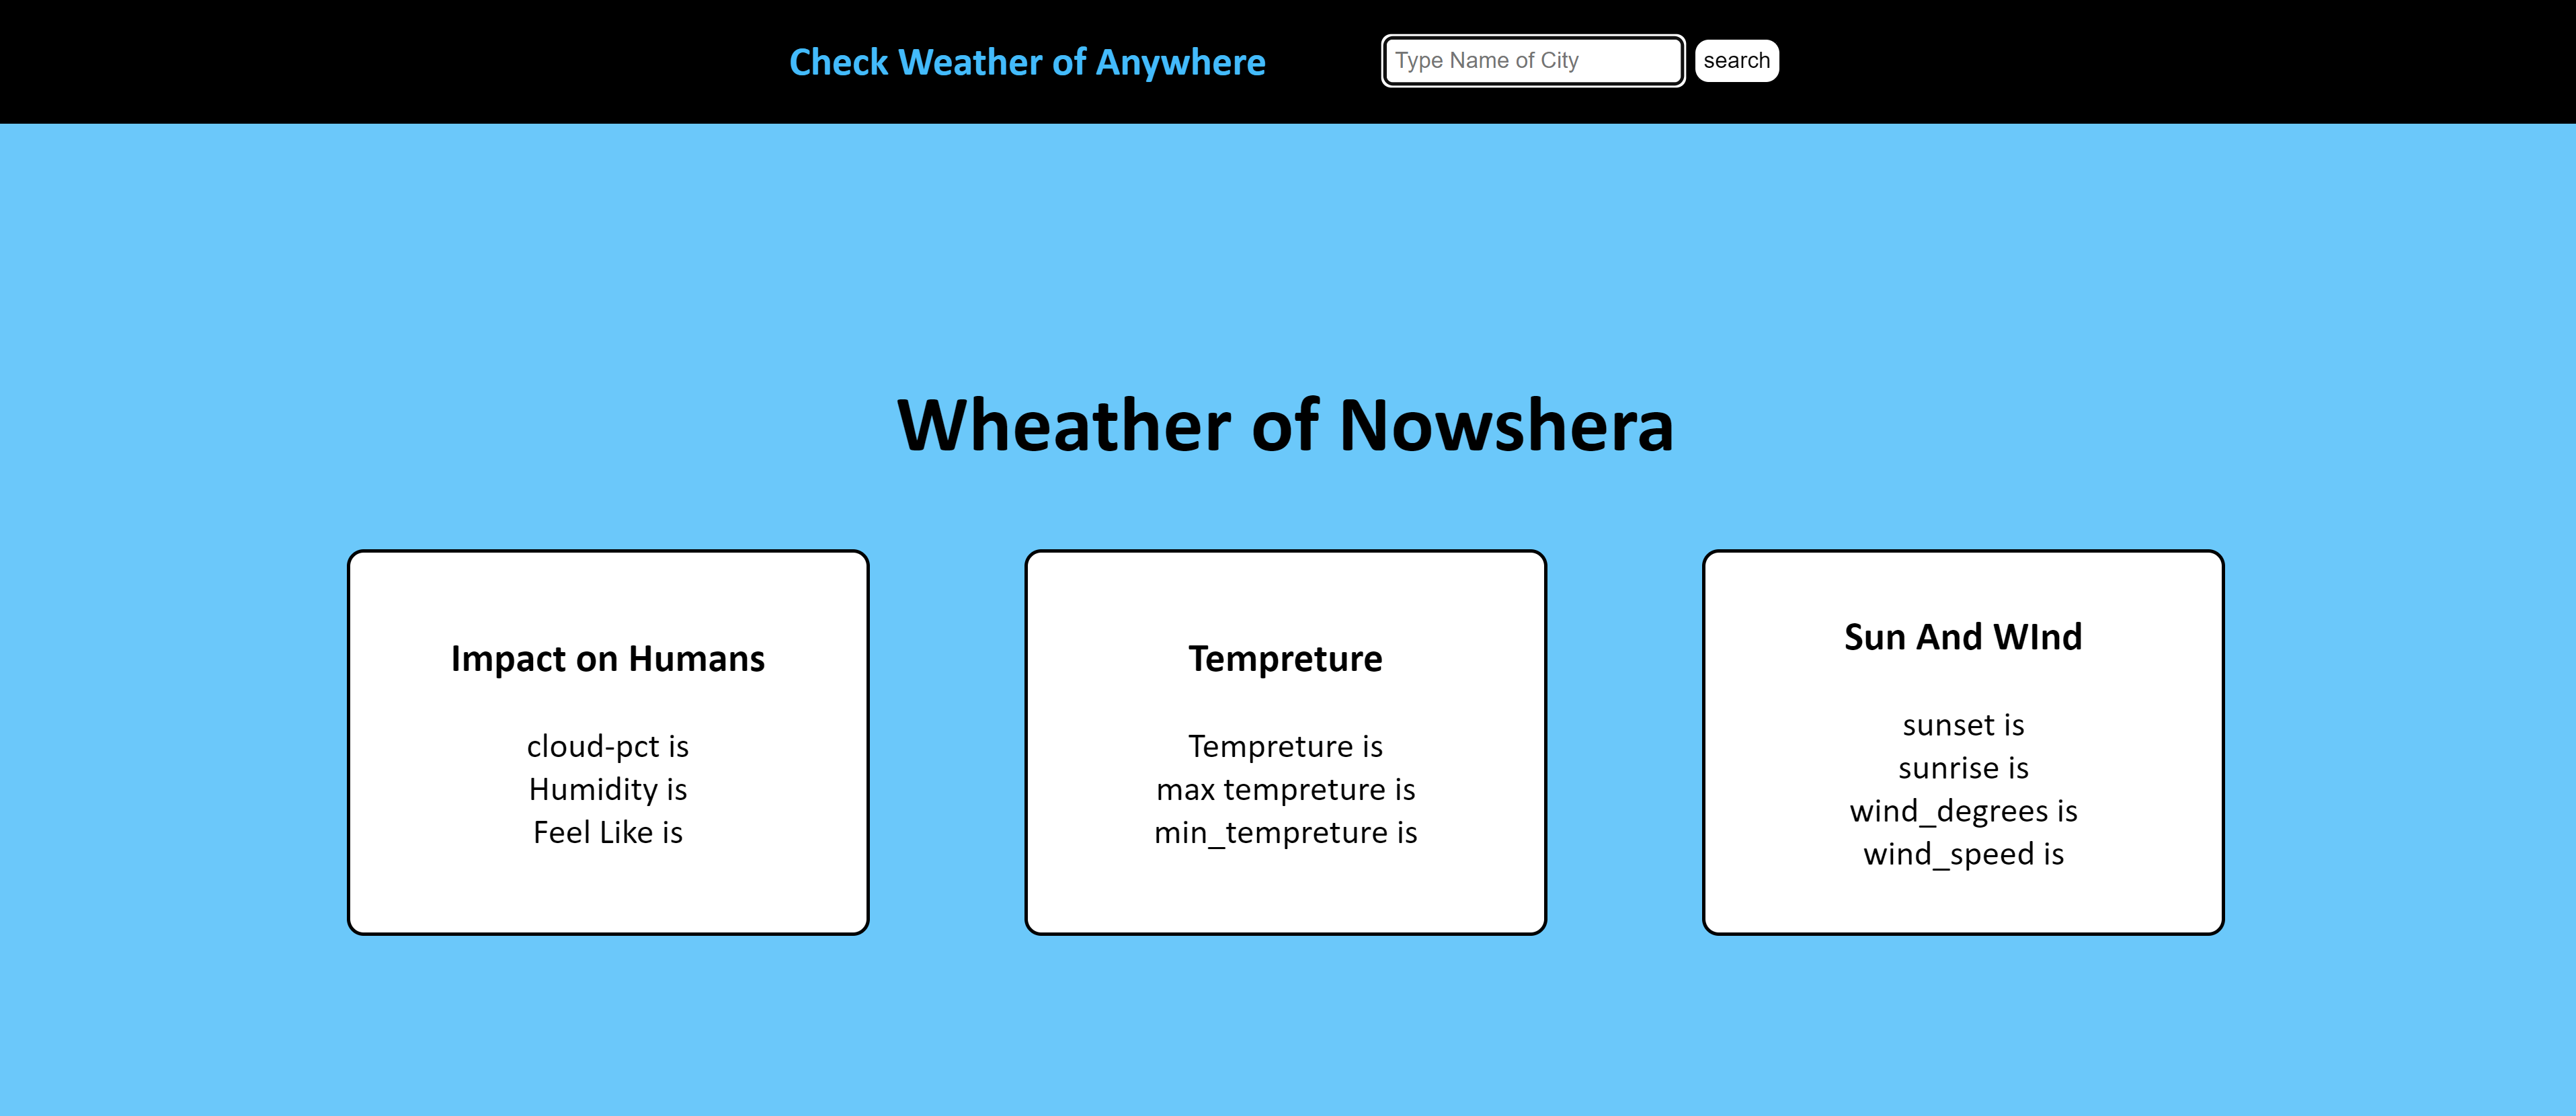 Check Weather of Anywhere
Type Name of City
search
Wheather of Nowshera
Impact on Humans
cloud-pct is
Humidity is
Feel Like is
Tempreture
Tempreture is
max tempreture is
min_tempreture is
Sun And WInd
sunset is
sunrise is
wind_degrees is
wind_speed is